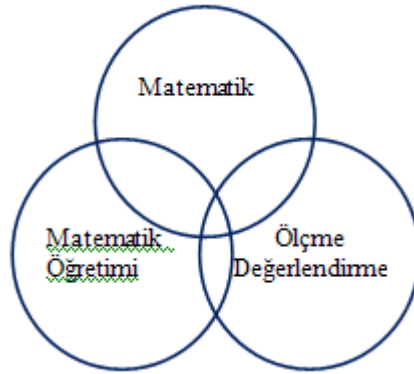 Matematik
Matematik
Öğretimi
Ölçme
Değerlendirme